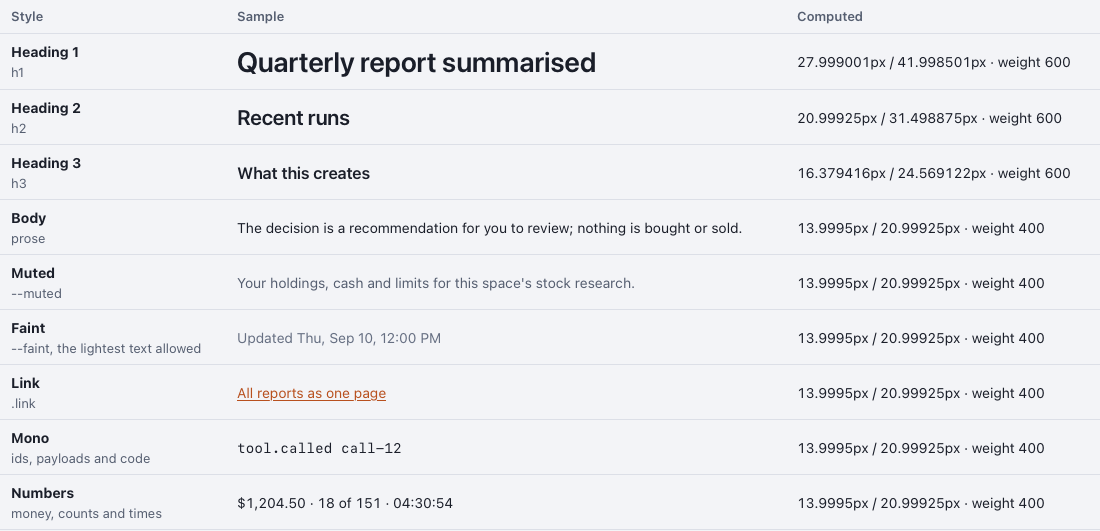 Style Sample Computed
Heading 1
h1
Quarterly report summarised
27.999001px / 41.998501px · weight 600
Heading 2
h2
Recent runs
20.99925px / 31.498875px · weight 600
Heading 3
h3
What this creates
16.379416px / 24.569122px · weight 600
Body
prose
The decision is a recommendation for you to review; nothing is bought or sold.
13.9995px / 20.99925px · weight 400
Muted
--muted
Your holdings, cash and limits for this space's stock research.
13.9995px / 20.99925px · weight 400
Faint
--faint, the lightest text allowed
Updated Thu, Sep 10, 12:00 PM
13.9995px / 20.99925px · weight 400
Link
.link
All reports as one page
13.9995px / 20.99925px · weight 400
Mono
ids, payloads and code
tool.called call-12
13.9995px / 20.99925px · weight 400
Numbers
money, counts and times
$1,204.50 · 18 of 151 · 04:30:54
13.9995px / 20.99925px · weight 400